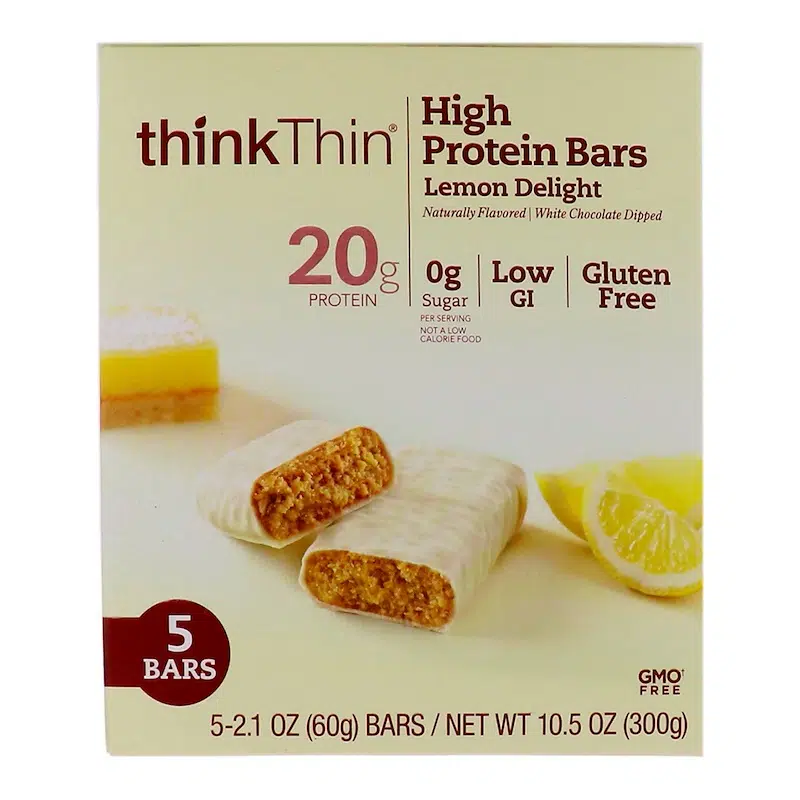 thinkThin®
High
Protein Bars
Lemon Delight
Naturally Flavored | White Chocolate Dipped
20g
PROTEIN
0g
Sugar
PER SERVING
NOT A LOW
CALORIE FOOD
Low
GI
Gluten
Free
5
BARS
GMO†
FREE
5-2.1 OZ (60g) BARS / NET WT 10.5 OZ (300g)